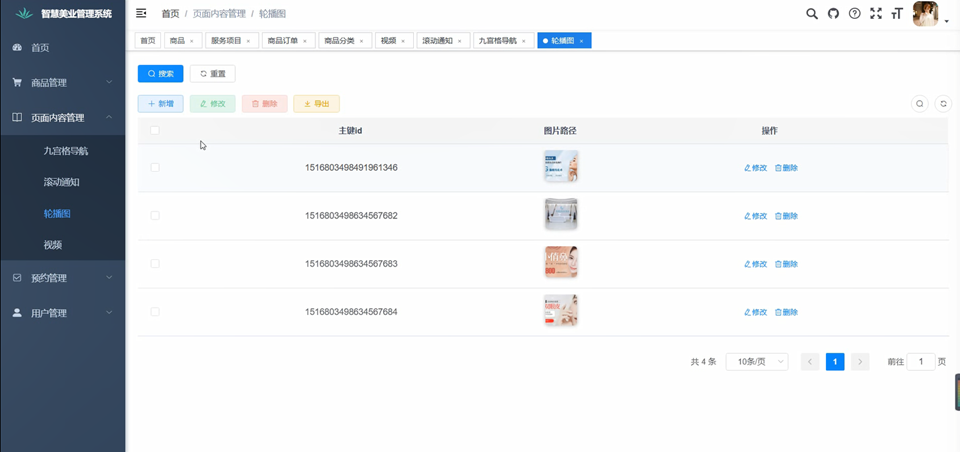 智慧美业管理系统
首页 / 页面内容管理 / 轮播图
首页
商品管理
页面内容管理
九宫格导航
滚动通知
轮播图
视频
预约管理
用户管理
首页 商品 × 服务项目 × 商品订单 × 商品分类 × 视频 × 滚动通知 × 九宫格导航 × 轮播图 ×
搜索 重置
新增 修改 删除 导出
主键id 图片路径 操作
1516803498491961346 修改 删除
1516803498634567682 修改 删除
1516803498634567683 修改 删除
1516803498634567684 修改 删除
共 4 条 10条/页 1 前往 1 页